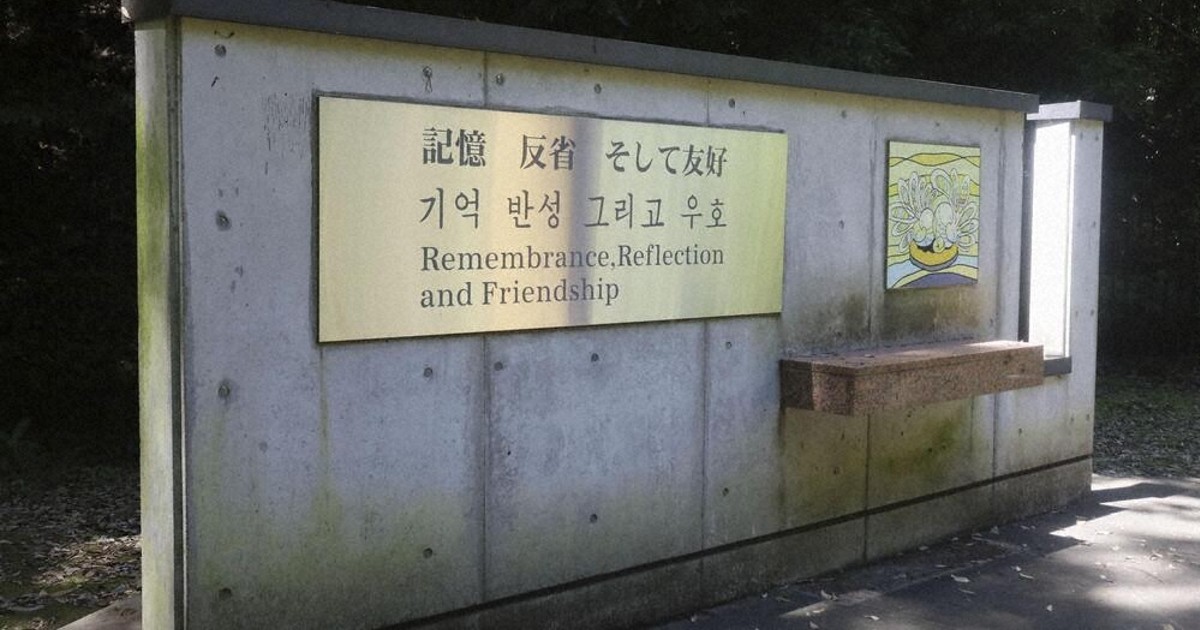 記憶 反省 そして友好
기억 반성 그리고 우호
Remembrance,Reflection
and Friendship